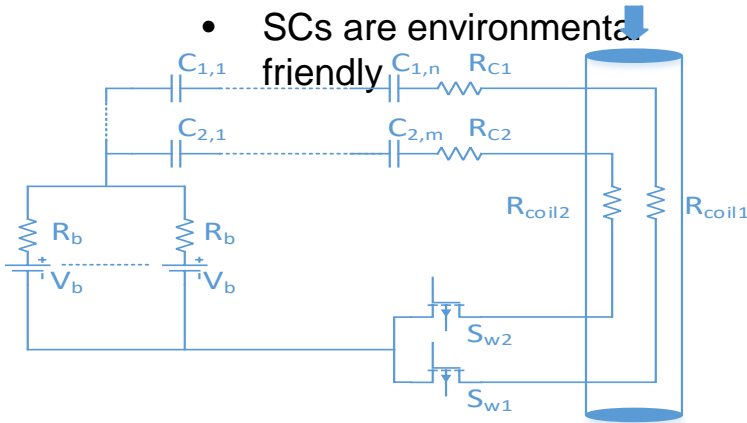 • SCs are environmental
friendly
C1,1 C1,n RC1
C2,1 C2,m RC2
Rcoil2 Rcoil1
Rb Rb
+ +
Vb Vb
Sw2
Sw1